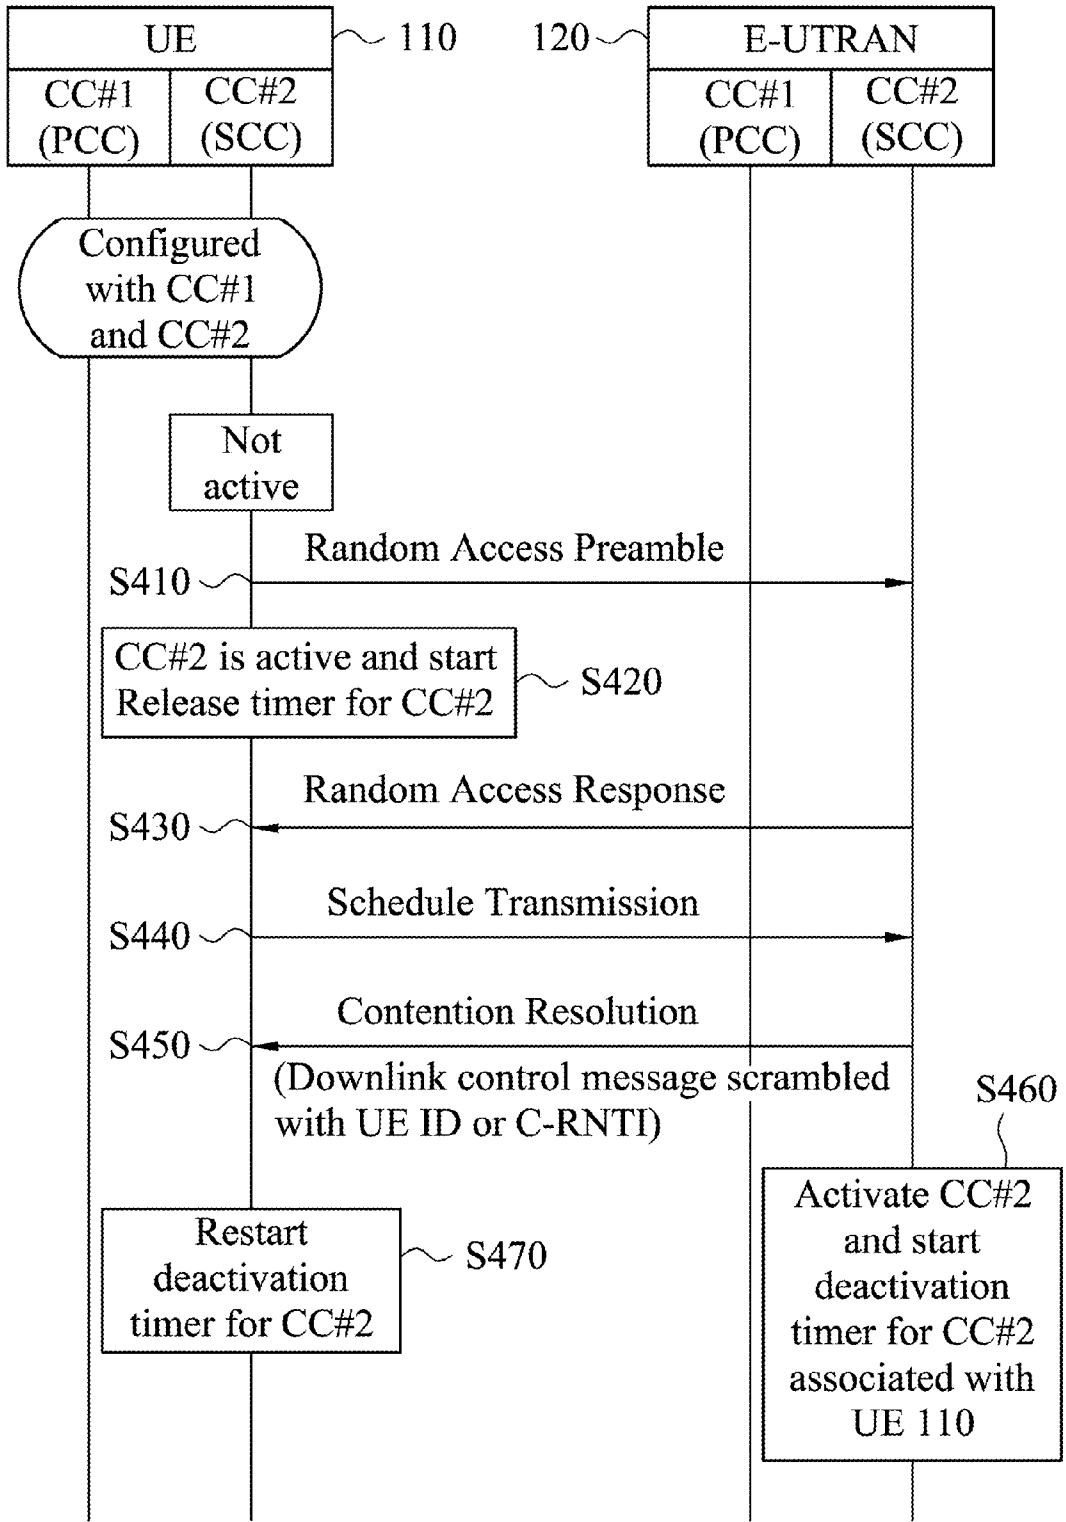 UE
110
120
E-UTRAN
CC#1
(PCC)
CC#2
(SCC)
CC#1
(PCC)
CC#2
(SCC)
Configured
with CC#1
and CC#2
Not
active
Random Access Preamble
S410
CC#2 is active and start
Release timer for CC#2
S420
Random Access Response
S430
Schedule Transmission
S440
Contention Resolution
S450
(Downlink control message scrambled
with UE ID or C-RNTI)
S460
Activate CC#2
and start
deactivation
timer for CC#2
associated with
UE 110
Restart
deactivation
timer for CC#2
S470